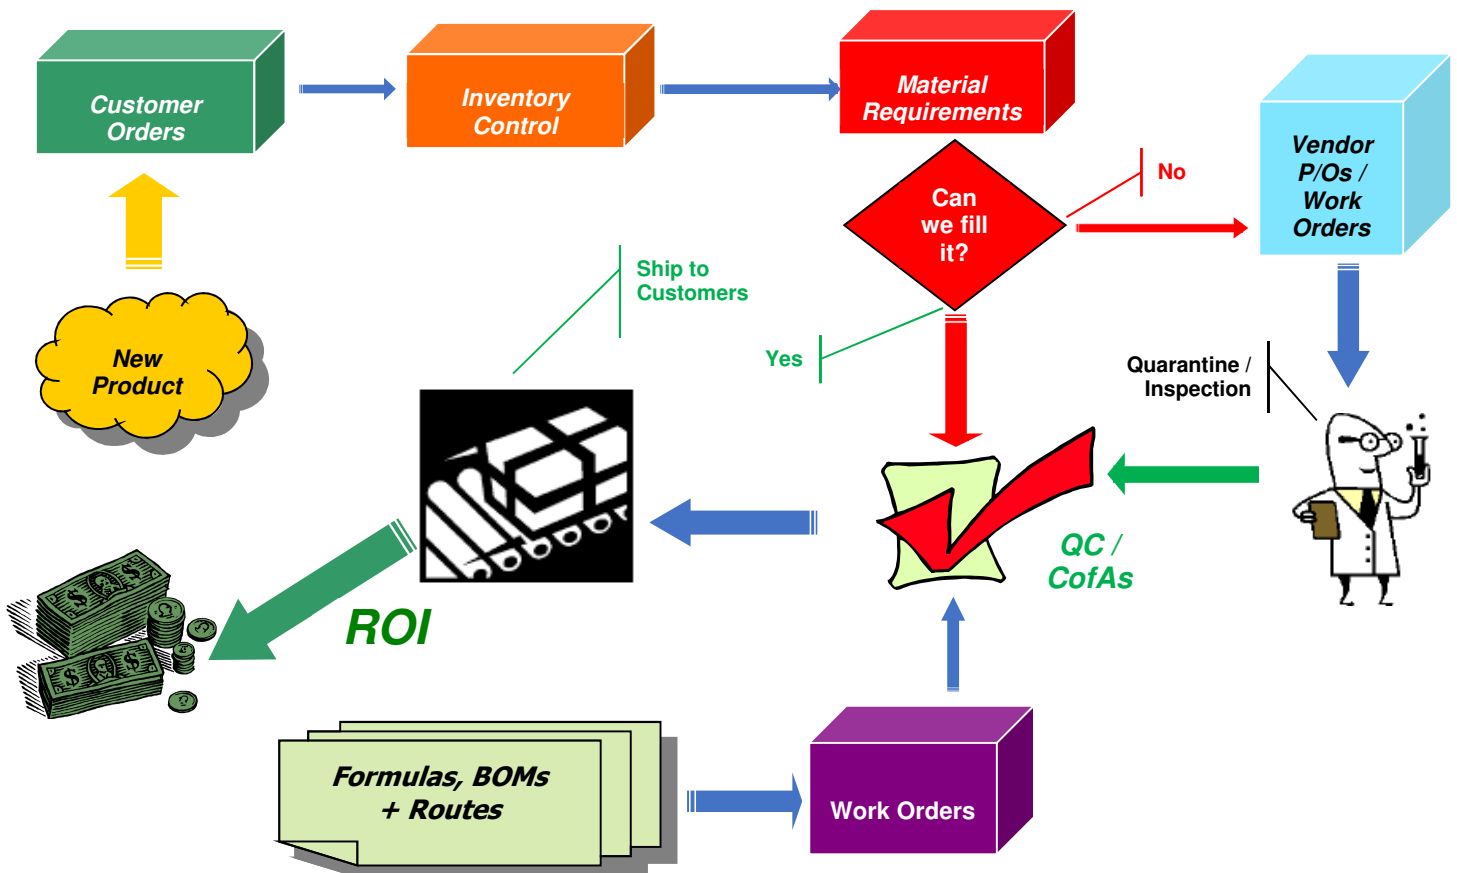 Customer
Orders
Inventory
Control
Material
Requirements
Vendor
P/Os /
Work
Orders
No
Can
we fill
it?
Ship to
Customers
Yes
New
Product
Quarantine /
Inspection
QC /
CofAs
ROI
Formulas, BOMs
+ Routes
Work Orders